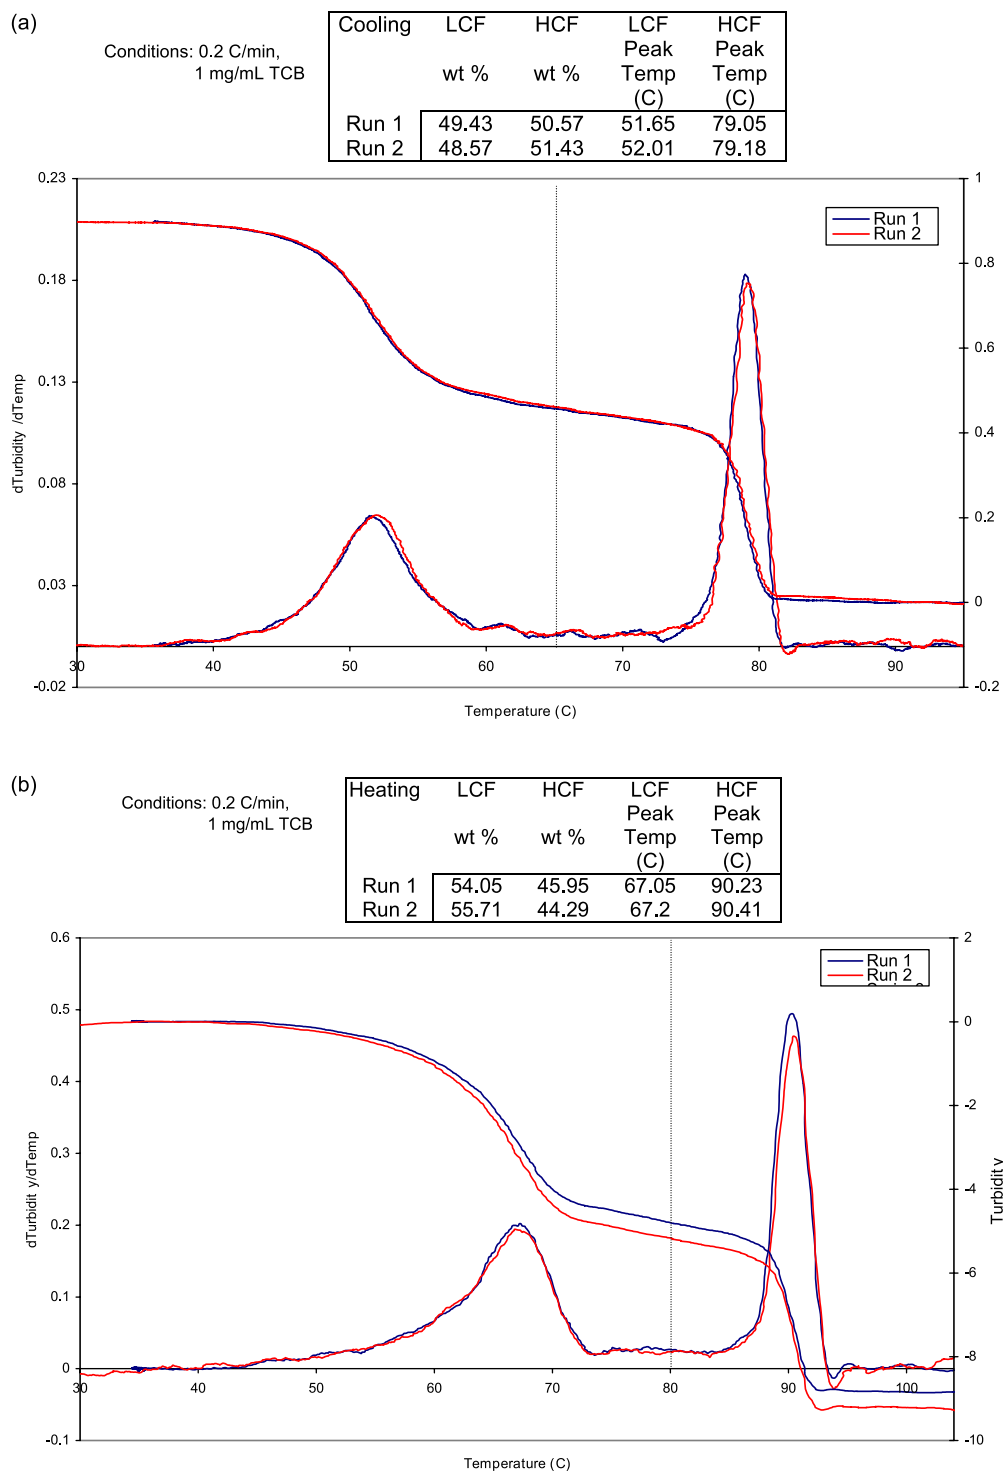 (a)
Conditions: 0.2 C/min,
1 mg/mL TCB
Cooling LCF HCF LCF HCF
Peak Peak
wt % wt % Temp Temp
(C) (C)
Run 1 49.43 50.57 51.65 79.05
Run 2 48.57 51.43 52.01 79.18
0.23 1
Run 1
Run 2
0.8
0.18
0.6
0.13
0.4
0.08
0.2
0.03 0
30 40 50 60 70 80 90
-0.02 -0.2
dTurbidity /dTemp
Temperature (C)
(b)
Conditions: 0.2 C/min,
1 mg/mL TCB
Heating LCF HCF LCF HCF
Peak Peak
wt % wt % Temp Temp
(C) (C)
Run 1 54.05 45.95 67.05 90.23
Run 2 55.71 44.29 67.2 90.41
0.6 2
Run 1
Run 2
0.5 0
0.4 -2
0.3 -4
0.2
-6
0.1
0 -8
30 40 50 60 70 80 90 100
-0.1 -10
dTurbidit y/dTemp
Turbidit y
Temperature (C)